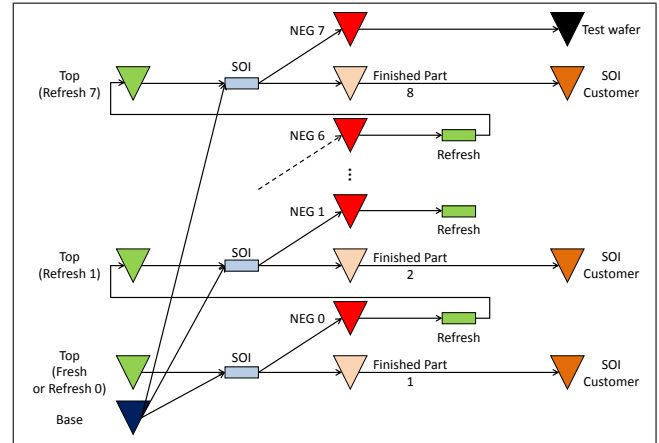 NEG 7
Test wafer
Top
(Refresh 7)
SOI
Finished Part
8
SOI
Customer
NEG 6
Refresh
...
NEG 1
Refresh
Top
(Refresh 1)
SOI
Finished Part
2
SOI
Customer
NEG 0
Refresh
Top
(Fresh
or Refresh 0)
SOI
Finished Part
1
SOI
Customer
Base